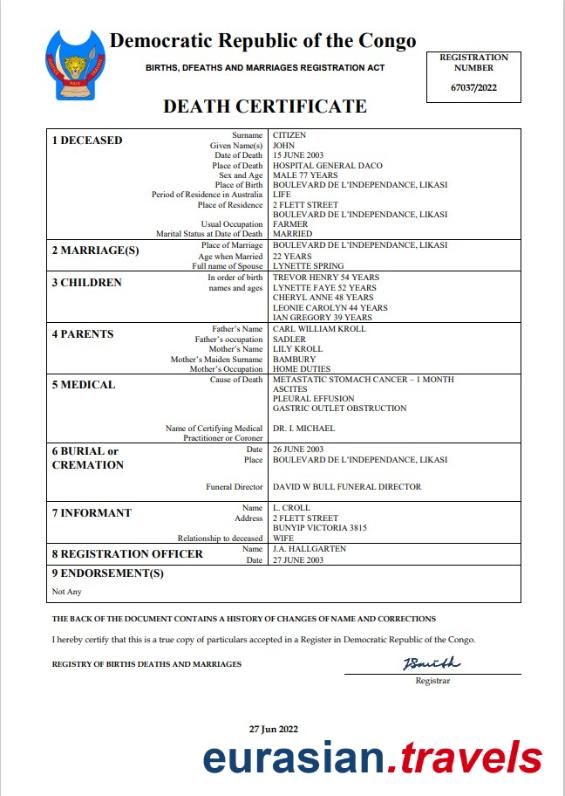 Democratic Republic of the Congo
BIRTHS, DFEATHS AND MARRIAGES REGISTRATION ACT
REGISTRATION
NUMBER
67037/2022
DEATH CERTIFICATE
1 DECEASED
Surname CITIZEN
Given Name(s) JOHN
Date of Death 15 JUNE 2003
Place of Death HOSPITAL GENERAL DACO
Sex and Age MALE 77 YEARS
Place of Birth BOULEVARD DE L'INDEPENDANCE, LIKASI
Period of Residence in Australia LIFE
Place of Residence 2 FLETT STREET
BOULEVARD DE L'INDEPENDANCE, LIKASI
Usual Occupation FARMER
Marital Status at Date of Death MARRIED
2 MARRIAGE(S)
Place of Marriage BOULEVARD DE L'INDEPENDANCE, LIKASI
Age when Married 22 YEARS
Full name of Spouse LYNETTE SPRING
3 CHILDREN
In order of birth TREVOR HENRY 54 YEARS
names and ages LYNETTE FAYE 52 YEARS
CHERYL ANNE 48 YEARS
LEONIE CAROLYN 44 YEARS
IAN GREGORY 39 YEARS
4 PARENTS
Father's Name CARL WILLIAM KROLL
Father's occupation SADLER
Mother's Name LILY KROLL
Mother's Maiden Surname BAMBURY
Mother's Occupation HOME DUTIES
5 MEDICAL
Cause of Death METASTATIC STOMACH CANCER – 1 MONTH
ASCITES
PLEURAL EFFUSION
GASTRIC OUTLET OBSTRUCTION
Name of Certifying Medical DR. I. MICHAEL
Practitioner or Coroner
6 BURIAL or
CREMATION
Date 26 JUNE 2003
Place BOULEVARD DE L'INDEPENDANCE, LIKASI
Funeral Director DAVID W BULL FUNERAL DIRECTOR
7 INFORMANT
Name L. CROLL
Address 2 FLETT STREET
BUNYIP VICTORIA 3815
Relationship to deceased WIFE
8 REGISTRATION OFFICER
Name J.A. HALLGARTEN
Date 27 JUNE 2003
9 ENDORSEMENT(S)
Not Any
THE BACK OF THE DOCUMENT CONTAINS A HISTORY OF CHANGES OF NAME AND CORRECTIONS
I hereby certify that this is a true copy of particulars accepted in a Register in Democratic Republic of the Congo.
REGISTRY OF BIRTHS DEATHS AND MARRIAGES
Registrar
27 Jun 2022
eurasian.travels